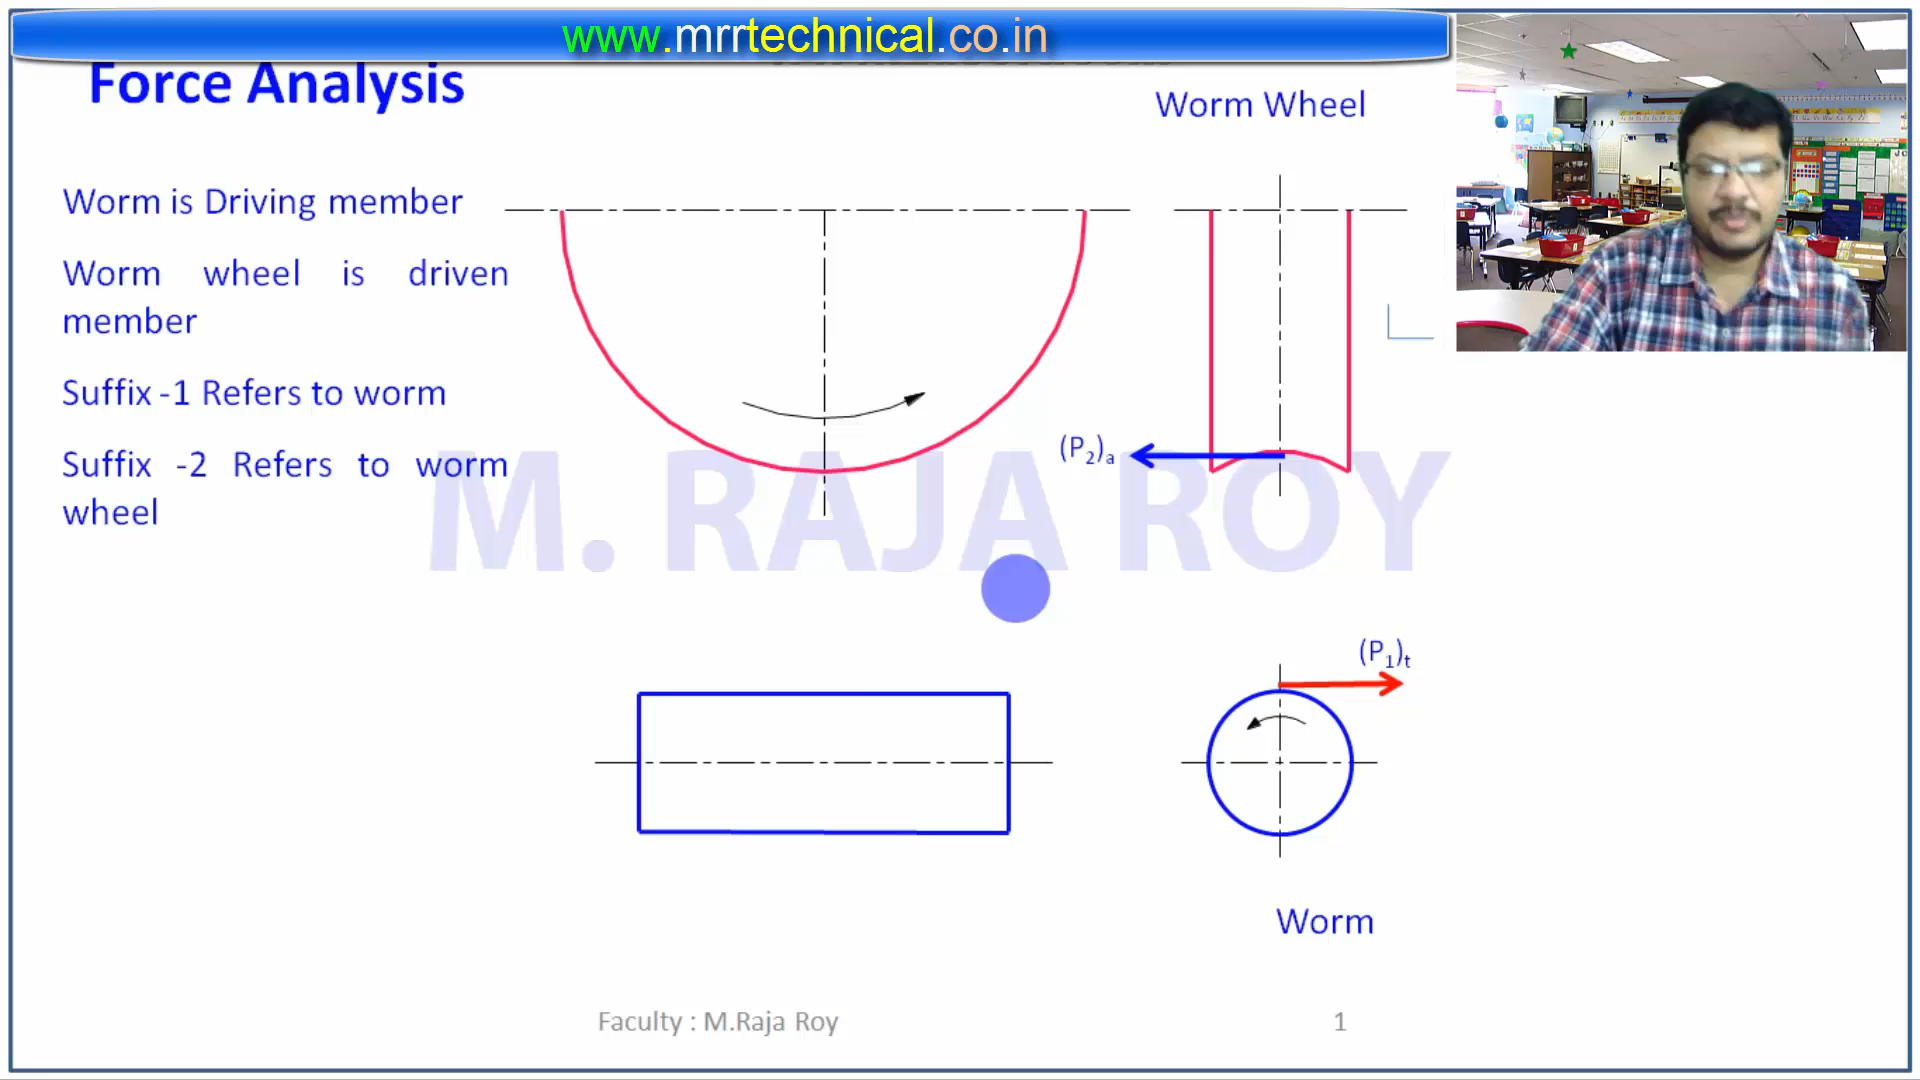 www.mrrtechnical.co.in
Force Analysis
Worm Wheel
Worm is Driving member
Worm wheel is driven
member
Suffix -1 Refers to worm
Suffix -2 Refers to worm
wheel
(P2)a
M. RAJA ROY
(P1)t
Worm
Faculty : M.Raja Roy
1